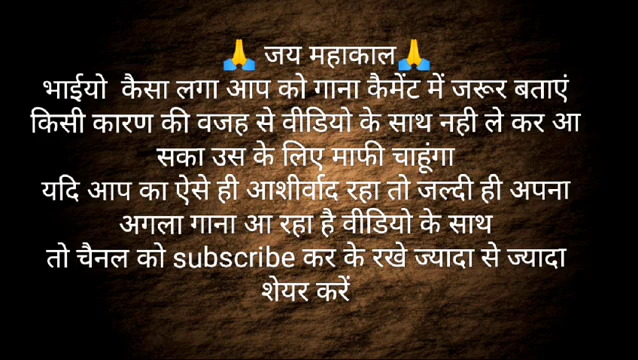 🙏 जय महाकाल🙏
भाईयो कैसा लगा आप को गाना कैमेंट में जरूर बताएं
किसी कारण की वजह से वीडियो के साथ नही ले कर आ
सका उस के लिए माफी चाहूंगा
यदि आप का ऐसे ही आशीर्वाद रहा तो जल्दी ही अपना
अगला गाना आ रहा है वीडियो के साथ
तो चैनल को subscribe कर के रखे ज्यादा से ज्यादा
शेयर करें